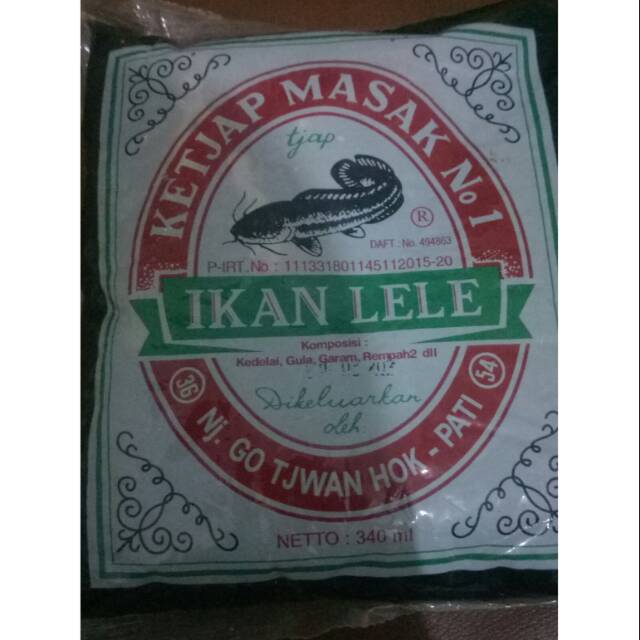 KETJAP MASAK No 1
tjap
®
DAFT : No. 494863
P-IRT.No : 111331801145112015-20
IKAN LELE
Komposisi :
Kedelai, Gula, Garam, Rempah2 dll
36
54
Dikeluarkan
oleh
Nj. GO TJWAN HOK - PATI
NETTO : 340 ml